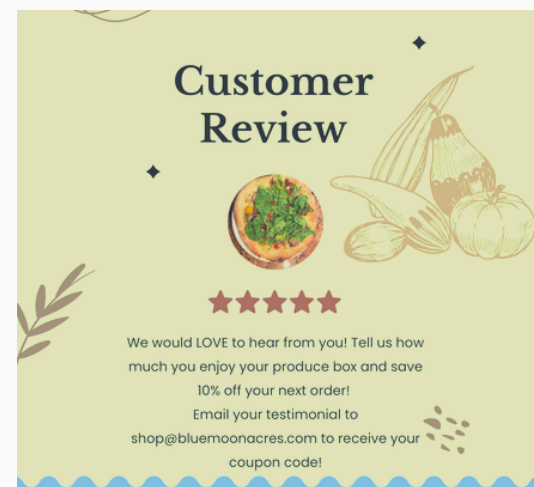 Customer
Review
We would LOVE to hear from you! Tell us how
much you enjoy your produce box and save
10% off your next order!
Email your testimonial to
shop@bluemoonacres.com to receive your
coupon code!